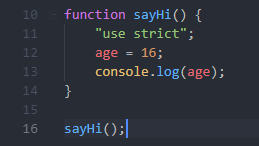 10 function sayHi() {
11 "use strict";
12 age = 16;
13 console.log(age);
14 }
15
16 sayHi();